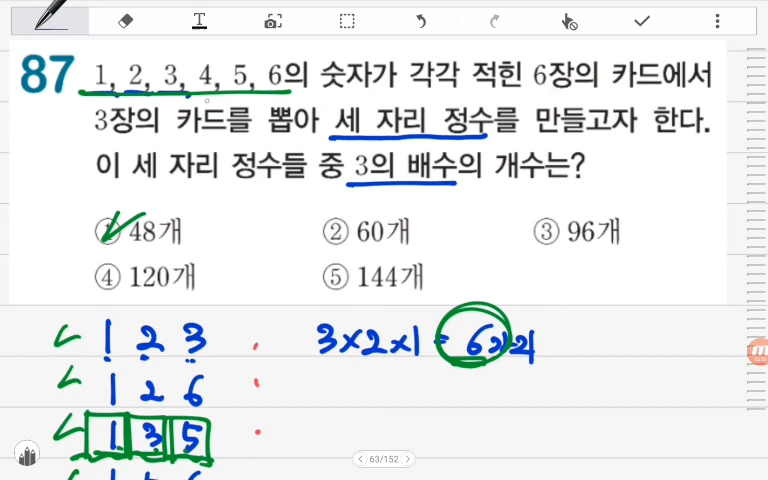 87 1, 2, 3, 4, 5, 6의 숫자가 각각 적힌 6장의 카드에서
3장의 카드를 뽑아 세 자리 정수를 만들고자 한다.
이 세 자리 정수들 중 3의 배수의 개수는?
① 48개 ② 60개 ③ 96개
④ 120개 ⑤ 144개
1 2 3 3×2×1 = 6가지
1 2 6
1 3 5
63/152